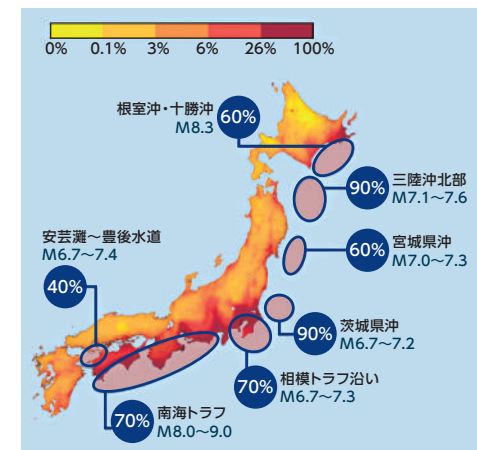 0% 0.1% 3% 6% 26% 100%
根室沖・十勝沖
M8.3
60%
90%
三陸沖北部
M7.1～7.6
安芸灘～豊後水道
M6.7～7.4
40%
60%
宮城県沖
M7.0～7.3
90%
茨城県沖
M6.7～7.2
70%
相模トラフ沿い
M6.7～7.3
70%
南海トラフ
M8.0～9.0